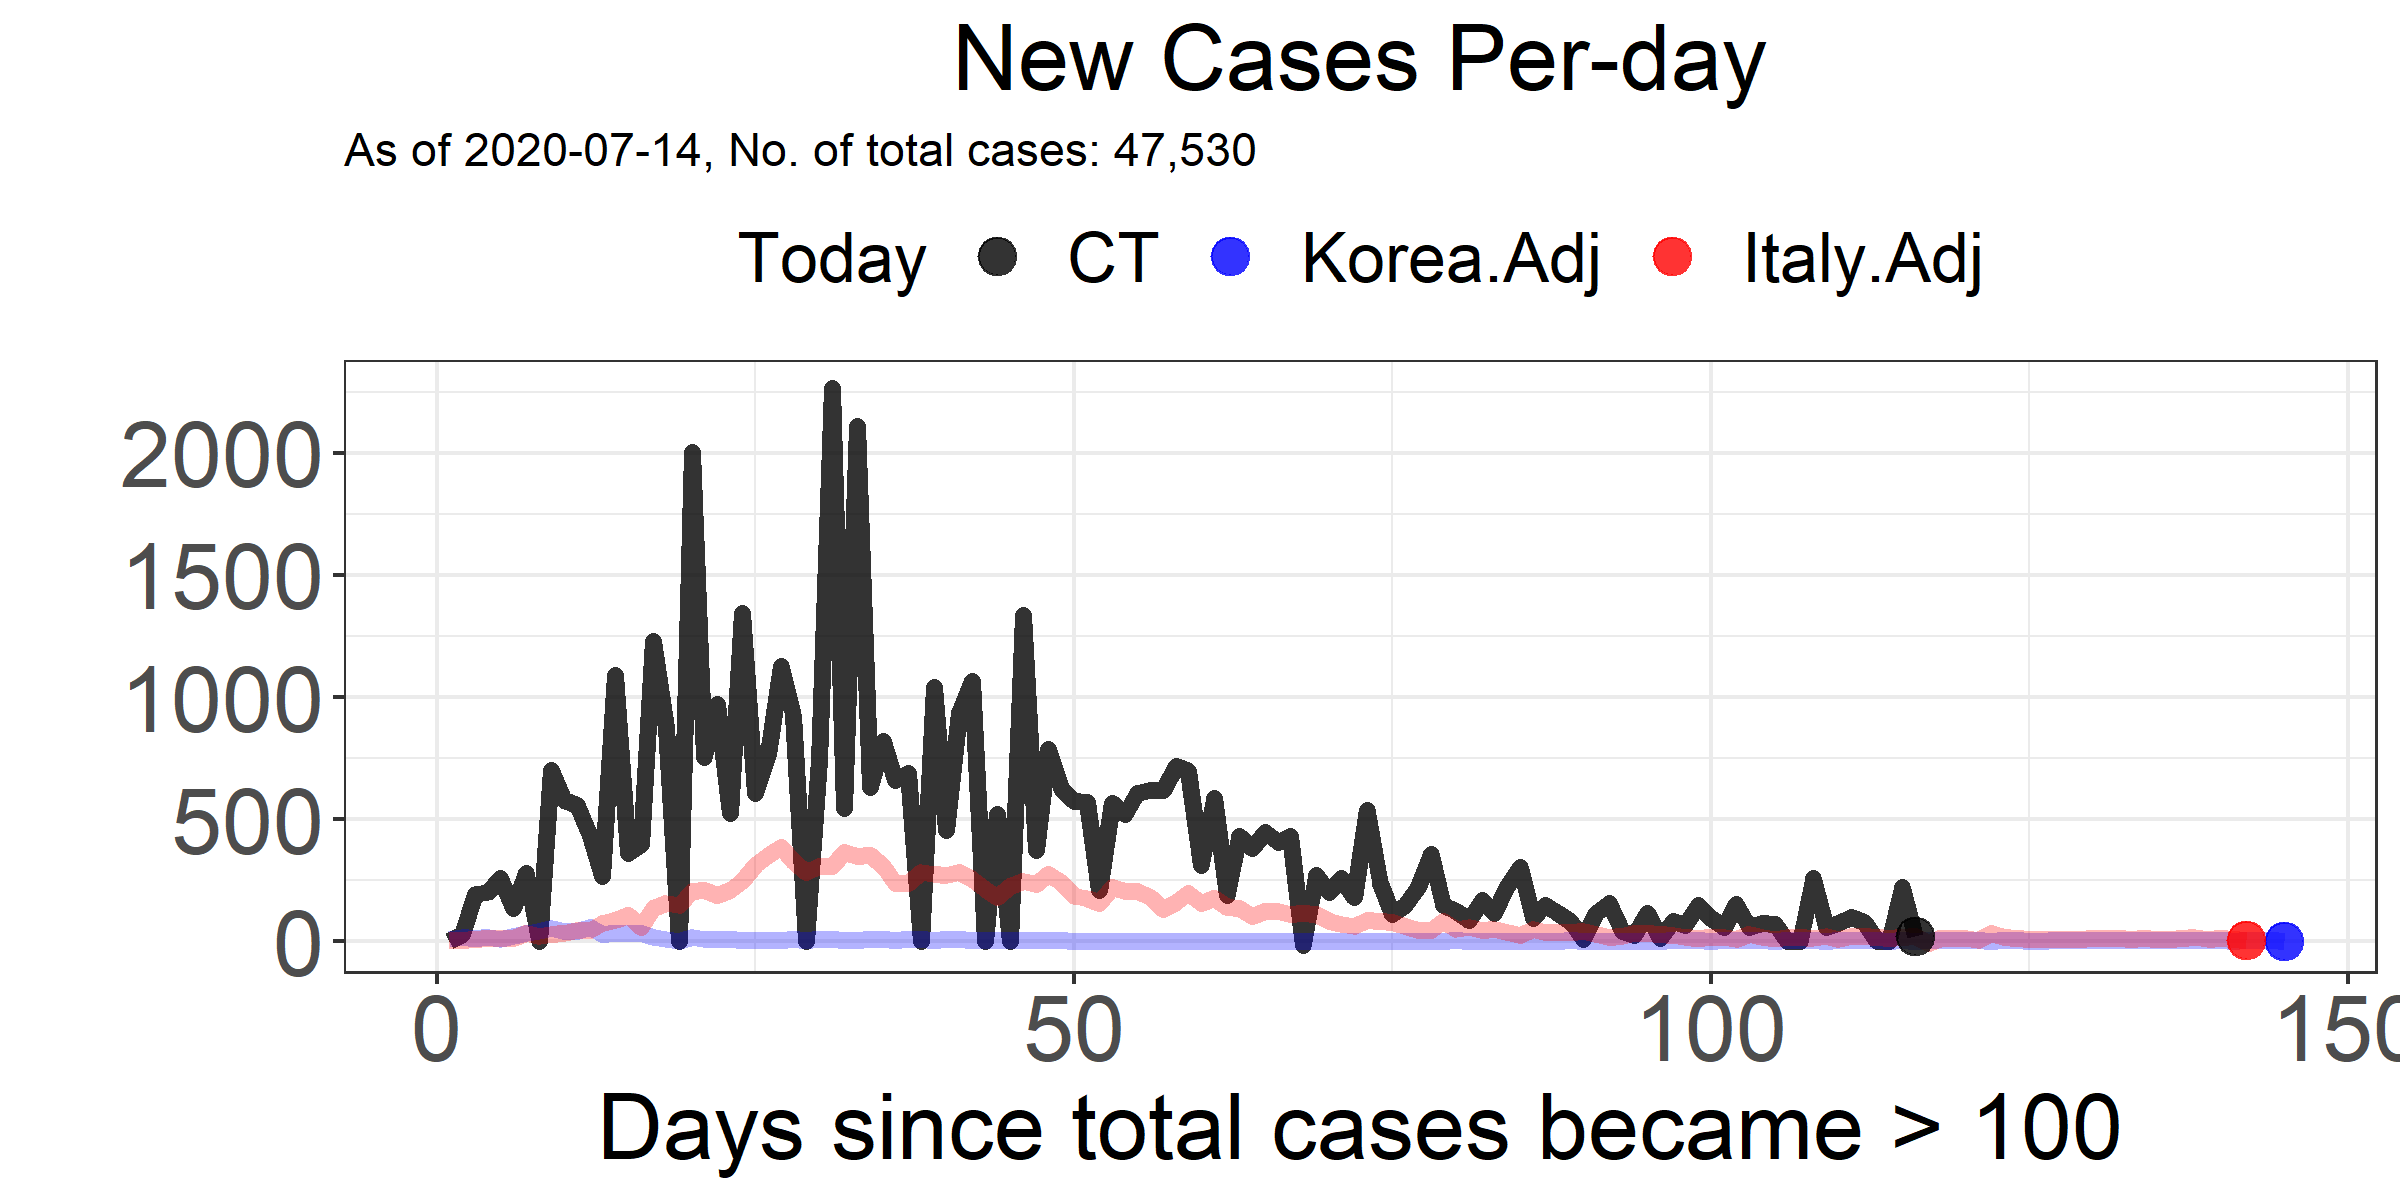 New Cases Per-day
As of 2020-07-14, No. of total cases: 47,530
Today CT Korea.Adj Italy.Adj
2000
1500
1000
500
0
0 50 100 150
Days since total cases became > 100